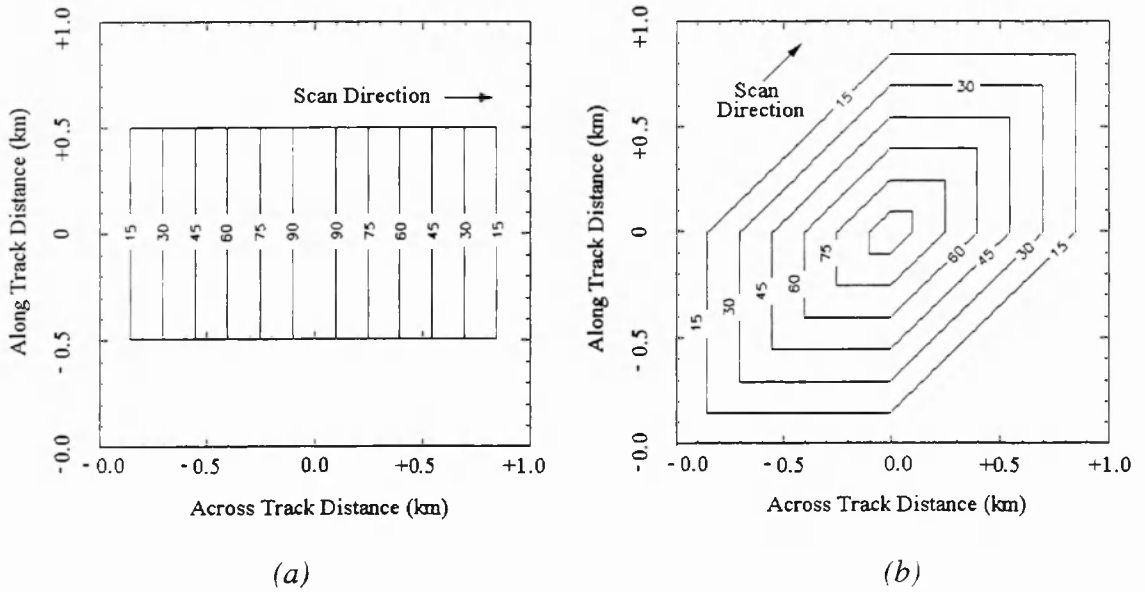 +1.0
+0.5
0
- 0.5
- 0.0
Along Track Distance (km)
Scan Direction
15 30 45 60 75 90 90 75 60 45 30 15
- 0.0 - 0.5 0.0 +0.5 +1.0
Across Track Distance (km)
(a)
+1.0
+0.5
0
- 0.5
- 0.0
Along Track Distance (km)
Scan
Direction
15
30
75
60
45
30
15
60
45
30
15
- 0.0 - 0.5 0.0 +0.5 +1.0
Across Track Distance (km)
(b)